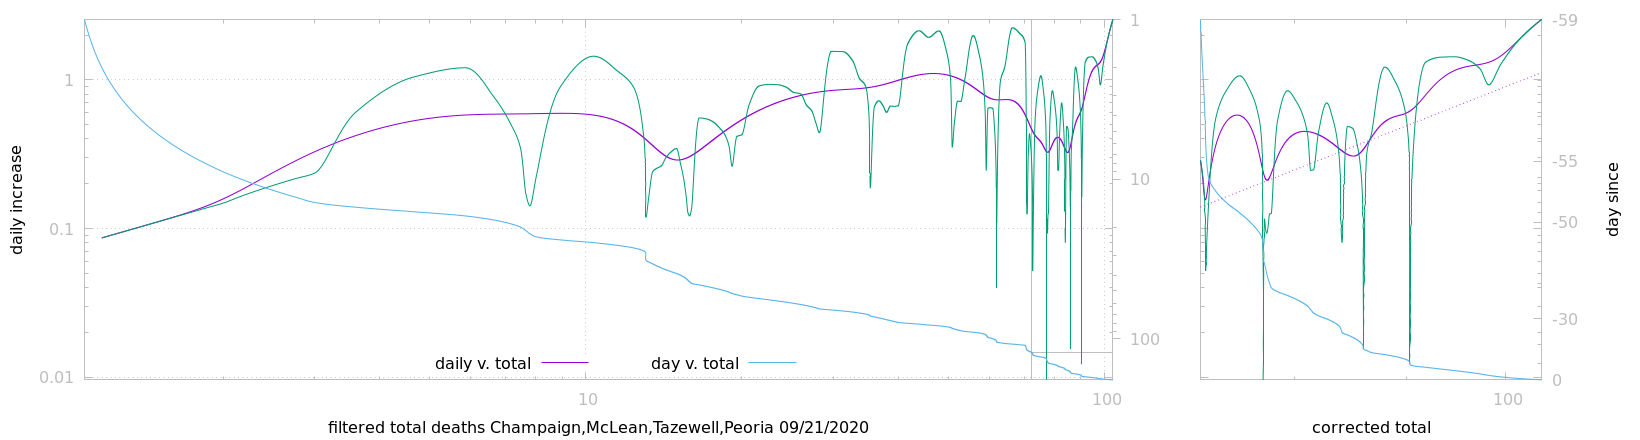 daily increase
1
0.1
0.01
10
100
1
10
100
daily v. total
day v. total
filtered total deaths Champaign,McLean,Tazewell,Peoria 09/21/2020
-59
-55
-50
-30
0
day since
100
corrected total